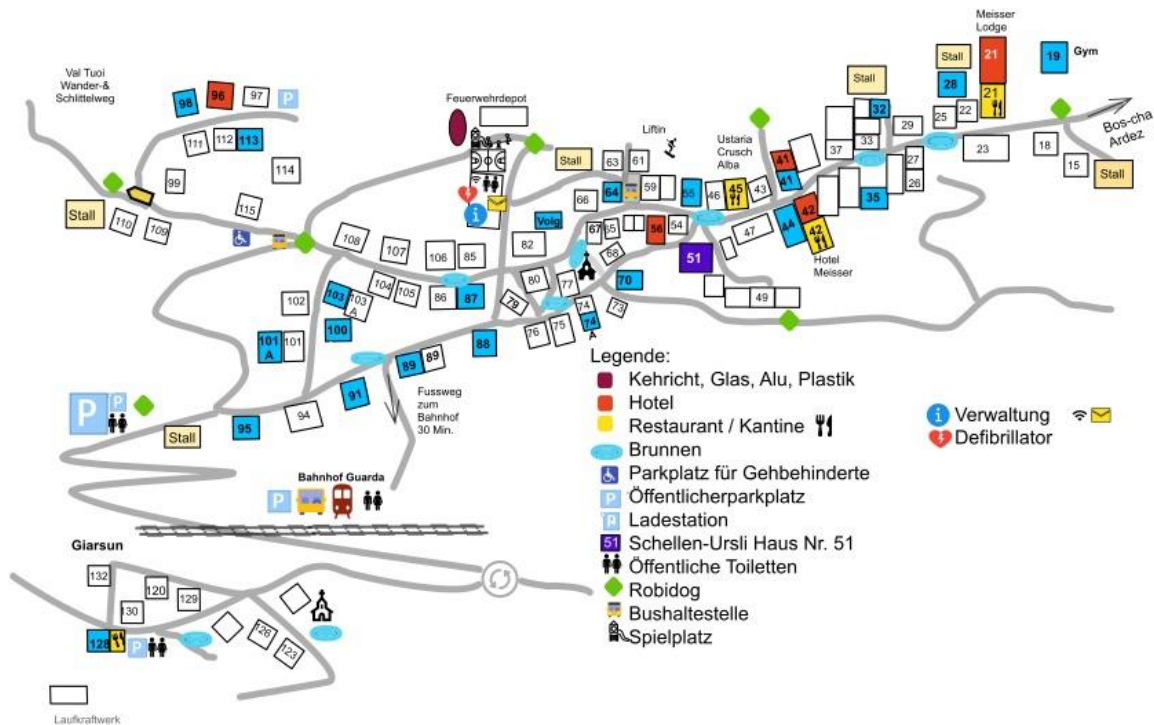 Meisser
Lodge
21
19
Gym
Stall
28
21
Val Tuoi
Wander-&
Schlittelweg
98
96
97
P
Feuerwehrdepot
Stall
32
25
22
Bos-cha
Ardez
111
112
113
114
Liftin
Ustaria
Crusch
Alba
37
33
29
23
18
15
Stall
99
Stall
63
61
64
59
55
46
45
43
41
41
27
26
35
Stall
110
109
115
i
66
Volg
67
65
56
54
47
44
42
42
Hotel
Meisser
108
107
106
85
82
68
51
49
102
103
103
A
104
105
86
87
80
79
77
70
74
74
A
73
76
75
101
A
101
100
88
89
89
91
94
95
P
P
Stall
Fussweg
zum
Bahnhof
30 Min.
Bahnhof Guarda
P
Legende:
Kehricht, Glas, Alu, Plastik
Hotel
Restaurant / Kantine
Brunnen
Parkplatz für Gehbehinderte
P Öffentlicherparkplatz
Ladestation
51 Schellen-Ursli Haus Nr. 51
Öffentliche Toiletten
Robidog
Bushaltestelle
Spielplatz
i Verwaltung
Defibrillator
Giarsun
132
120
129
130
128
P
126
123
Laufkraftwerk